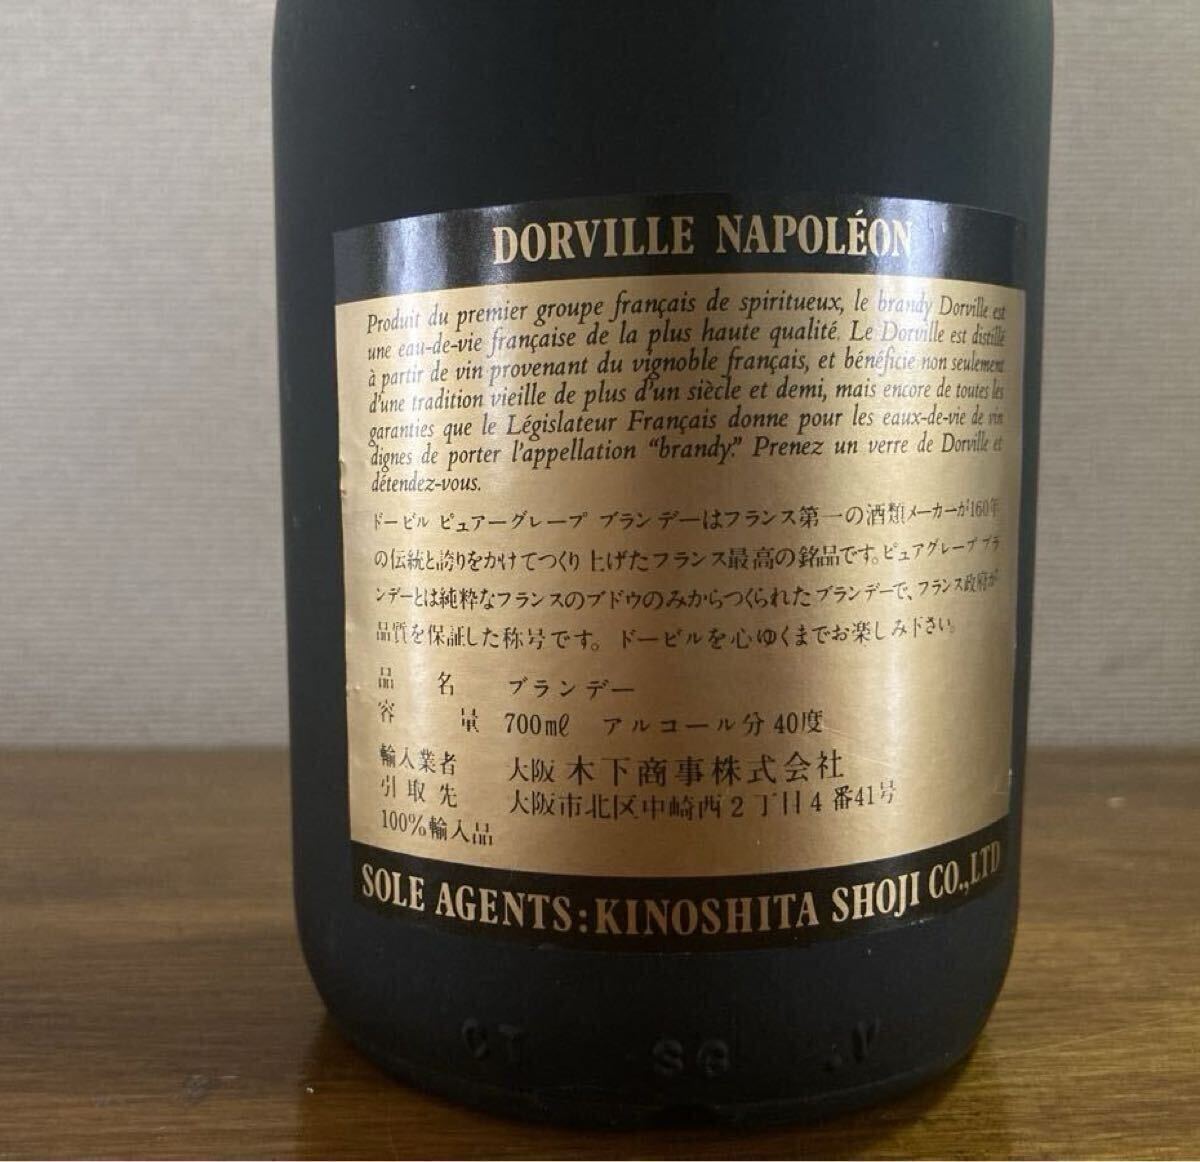 DORVILLE NAPOLÉON
Produit du premier groupe français de spiritueux, le brandy Dorville est
une eau-de-vie française de la plus haute qualité. Le Dorville est distillé
à partir de vin provenant du vignoble français, et bénéficie non seulement
d'une tradition vieille de plus d'un siècle et demi, mais encore de toutes les
garanties que le Législateur Français donne pour les eaux-de-vie de vin
dignes de porter l'appellation “brandy.” Prenez un verre de Dorville et
détendez-vous.
ドービル ピュアーグレープ ブランデーはフランス第一の酒類メーカーが160年
の伝統と誇りをかけてつくり上げたフランス最高の銘品です。ピュアグレープ ブラ
ンデーとは純粋なフランスのブドウのみからつくられたブランデーで、フランス政府が
品質を保証した称号です。ドービルを心ゆくまでお楽しみ下さい。
品名 ブランデー
容量 700ml アルコール分 40度
輸入業者 大阪 木下商事株式会社
引取先 大阪市北区中崎西2丁目4番41号
100%輸入品
SOLE AGENTS:KINOSHITA SHOJI CO.,LTD
SG